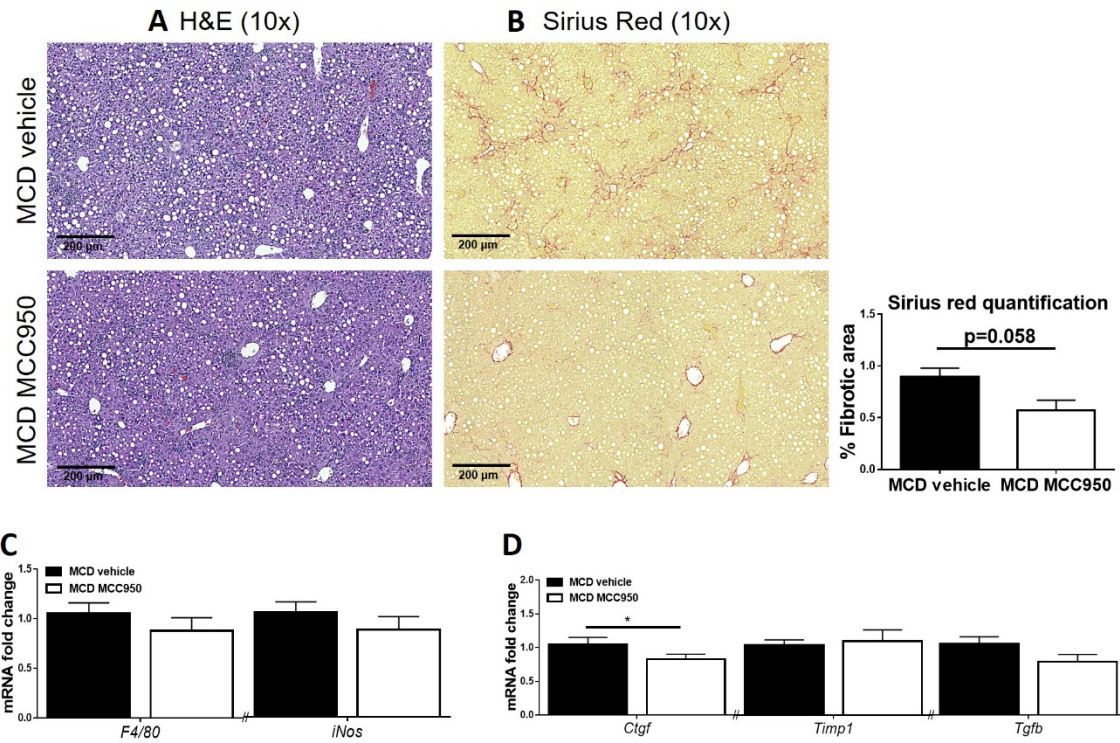 A H&E (10x)
B Sirius Red (10x)
MCD vehicle
200 µm
200 µm
MCD MCC950
200 µm
200 µm
Sirius red quantification
% Fibrotic area
1.5
1.0
0.5
0.0
p=0.058
MCD vehicle MCD MCC950
C
mRNA fold change
1.5
1.0
0.5
0.0
MCD vehicle
MCD MCC950
F4/80 // iNos //
D
mRNA fold change
2.0
1.5
1.0
0.5
0.0
MCD vehicle
MCD MCC950
*
Ctgf // Timp1 // Tgfb